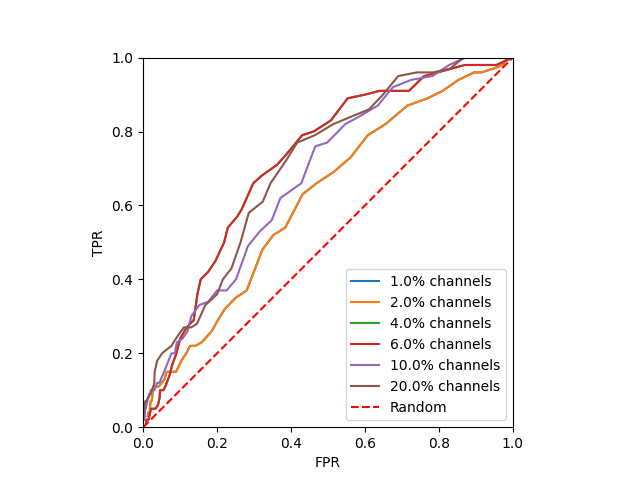 1.0
0.8
0.6
0.4
0.2
0.0
TPR
0.0 0.2 0.4 0.6 0.8 1.0
FPR
1.0% channels
2.0% channels
4.0% channels
6.0% channels
10.0% channels
20.0% channels
Random